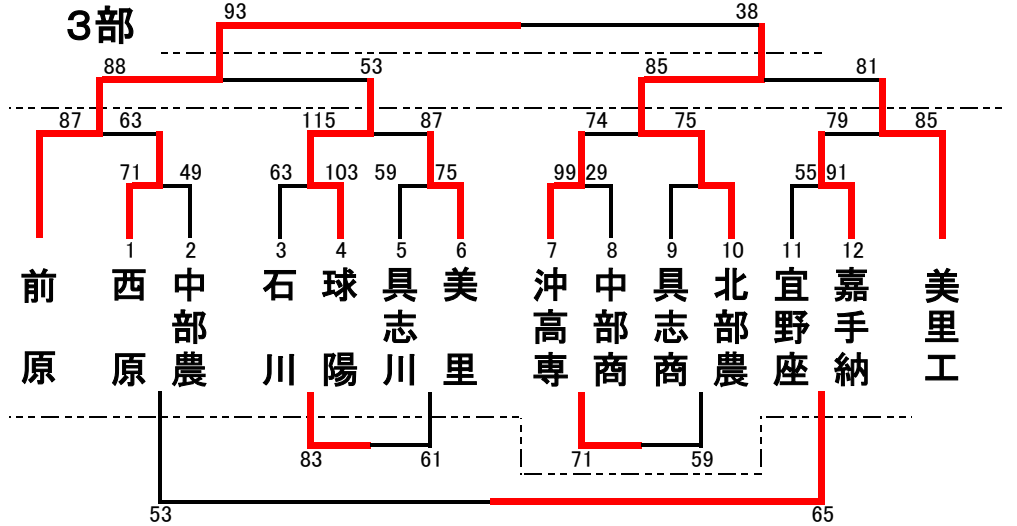 3部
93 38
88 53 85 81
87 63 115 87 74 75 79 85
71 49 63 103 59 75 99 29 55 91
1 2 3 4 5 6 7 8 9 10 11 12
前原 西原 中部農 石川 球陽 具志川 美里 沖高専 中部商 具志商 北部農 宜野座 嘉手納 美里工
83 61 71 59
53 65